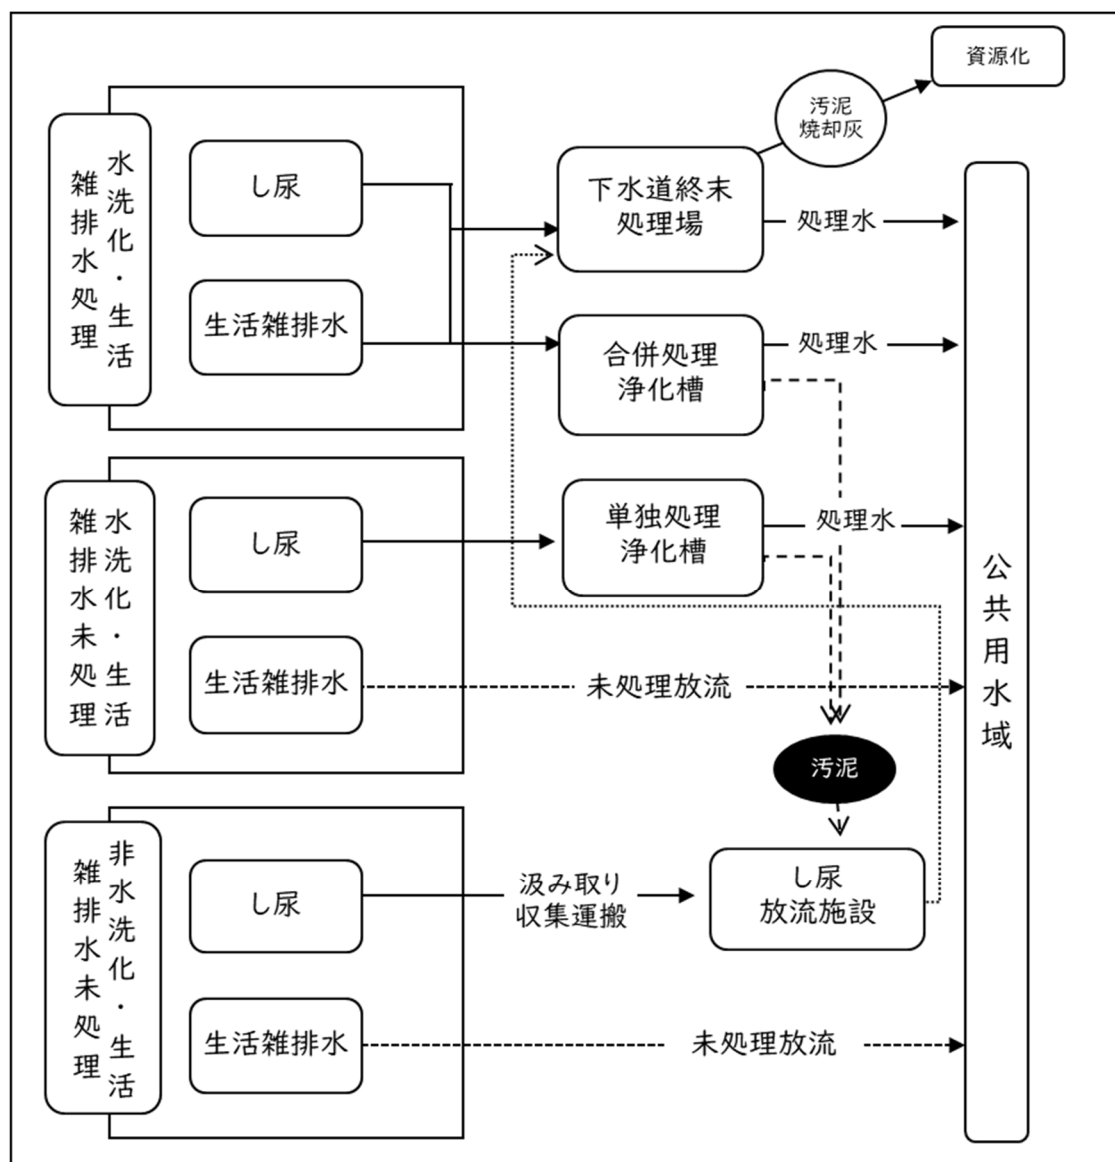 資源化
汚泥
焼却灰
水洗化・生活
雑排水処理
し尿
生活雑排水
下水道終末
処理場
処理水
合併処理
浄化槽
処理水
水洗化・生活
雑排水未処理
し尿
生活雑排水
単独処理
浄化槽
処理水
未処理放流
汚泥
公共用水域
非水洗化・生活
雑排水未処理
し尿
生活雑排水
汲み取り
収集運搬
し尿
放流施設
未処理放流